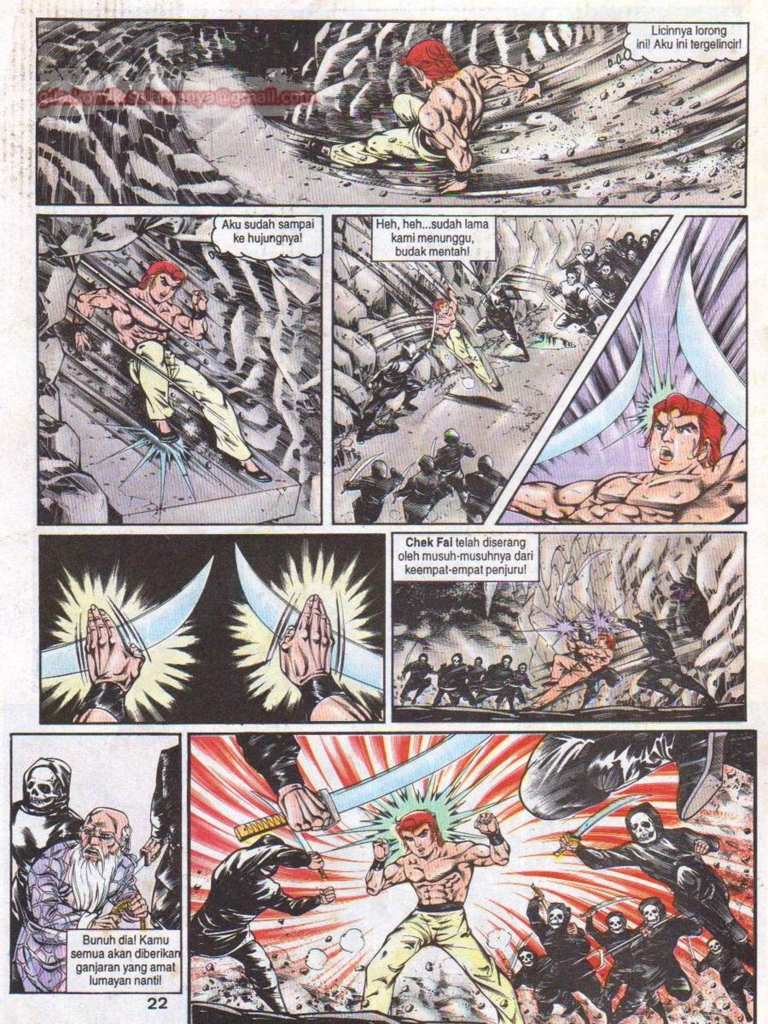 Licinnya lorong
ini! Aku ini tergelincir!
Aku sudah sampai
ke hujungnya!
Heh, heh...sudah lama
kami menunggu,
budak mentah!
Chek Fai telah diserang
oleh musuh-musuhnya dari
keempat-empat penjuru!
Bunuh dia! Kamu
semua akan diberikan
ganjaran yang amat
lumayan nanti!
22